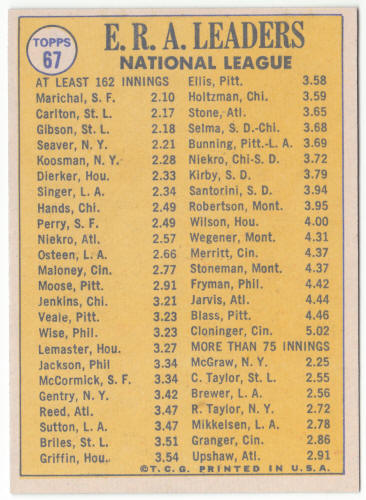 TOPPS
67
E. R. A. LEADERS
NATIONAL LEAGUE
AT LEAST 162 INNINGS
Marichal, S. F. 2.10
Carlton, St. L. 2.17
Gibson, St. L. 2.18
Seaver, N. Y. 2.21
Koosman, N. Y. 2.28
Dierker, Hou. 2.33
Singer, L. A. 2.34
Hands, Chi. 2.49
Perry, S. F. 2.49
Niekro, Atl. 2.57
Osteen, L. A. 2.66
Maloney, Cin. 2.77
Moose, Pitt. 2.91
Jenkins, Chi. 3.21
Veale, Pitt. 3.23
Wise, Phil. 3.23
Lemaster, Hou. 3.27
Jackson, Phil 3.34
McCormick, S. F. 3.34
Gentry, N. Y. 3.42
Reed, Atl. 3.47
Sutton, L. A. 3.47
Briles, St. L. 3.51
Griffin, Hou. 3.54
Ellis, Pitt. 3.58
Holtzman, Chi. 3.59
Stone, Atl. 3.65
Selma, S. D.-Chi. 3.68
Bunning, Pitt.-L. A. 3.69
Niekro, Chi-S. D. 3.72
Kirby, S. D. 3.79
Santorini, S. D. 3.94
Robertson, Mont. 3.95
Wilson, Hou. 4.00
Wegener, Mont. 4.31
Merritt, Cin. 4.37
Stoneman, Mont. 4.37
Fryman, Phil. 4.42
Jarvis, Atl. 4.44
Blass, Pitt. 4.46
Cloninger, Cin. 5.02
MORE THAN 75 INNINGS
McGraw, N. Y. 2.25
C. Taylor, St. L. 2.55
Brewer, L. A. 2.56
R. Taylor, N. Y. 2.72
Mikkelsen, L. A. 2.78
Granger, Cin. 2.86
Upshaw, Atl. 2.91
© T. C. G. PRINTED IN U. S. A.